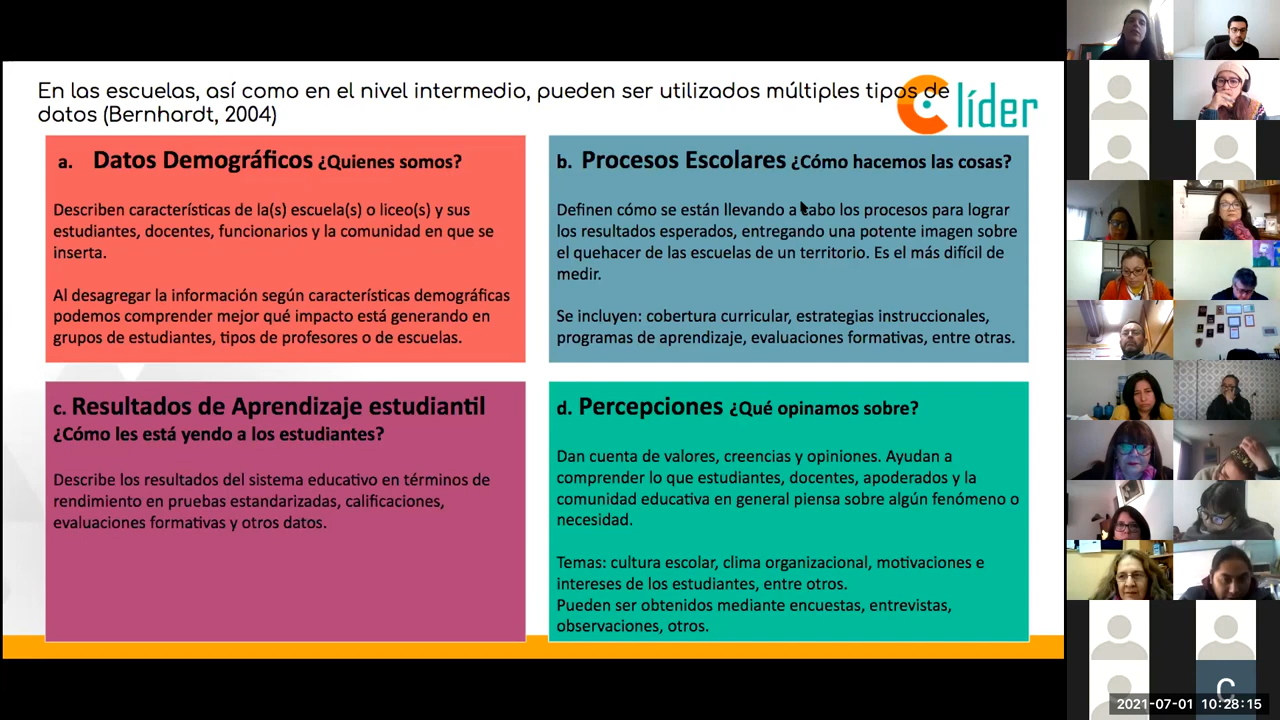 En las escuelas, así como en el nivel intermedio, pueden ser utilizados múltiples tipos de
datos (Bernhardt, 2004)
líder
a. Datos Demográficos ¿Quienes somos?
Describen características de la(s) escuela(s) o liceo(s) y sus
estudiantes, docentes, funcionarios y la comunidad en que se
inserta.
Al desagregar la información según características demográficas
podemos comprender mejor qué impacto está generando en
grupos de estudiantes, tipos de profesores o de escuelas.
b. Procesos Escolares ¿Cómo hacemos las cosas?
Definen cómo se están llevando a cabo los procesos para lograr
los resultados esperados, entregando una potente imagen sobre
el quehacer de las escuelas de un territorio. Es el más difícil de
medir.
Se incluyen: cobertura curricular, estrategias instruccionales,
programas de aprendizaje, evaluaciones formativas, entre otras.
c. Resultados de Aprendizaje estudiantil
¿Cómo les está yendo a los estudiantes?
Describe los resultados del sistema educativo en términos de
rendimiento en pruebas estandarizadas, calificaciones,
evaluaciones formativas y otros datos.
d. Percepciones ¿Qué opinamos sobre?
Dan cuenta de valores, creencias y opiniones. Ayudan a
comprender lo que estudiantes, docentes, apoderados y la
comunidad educativa en general piensa sobre algún fenómeno o
necesidad.
Temas: cultura escolar, clima organizacional, motivaciones e
intereses de los estudiantes, entre otros.
Pueden ser obtenidos mediante encuestas, entrevistas,
observaciones, otros.
C
2021-07-01 10:28:15